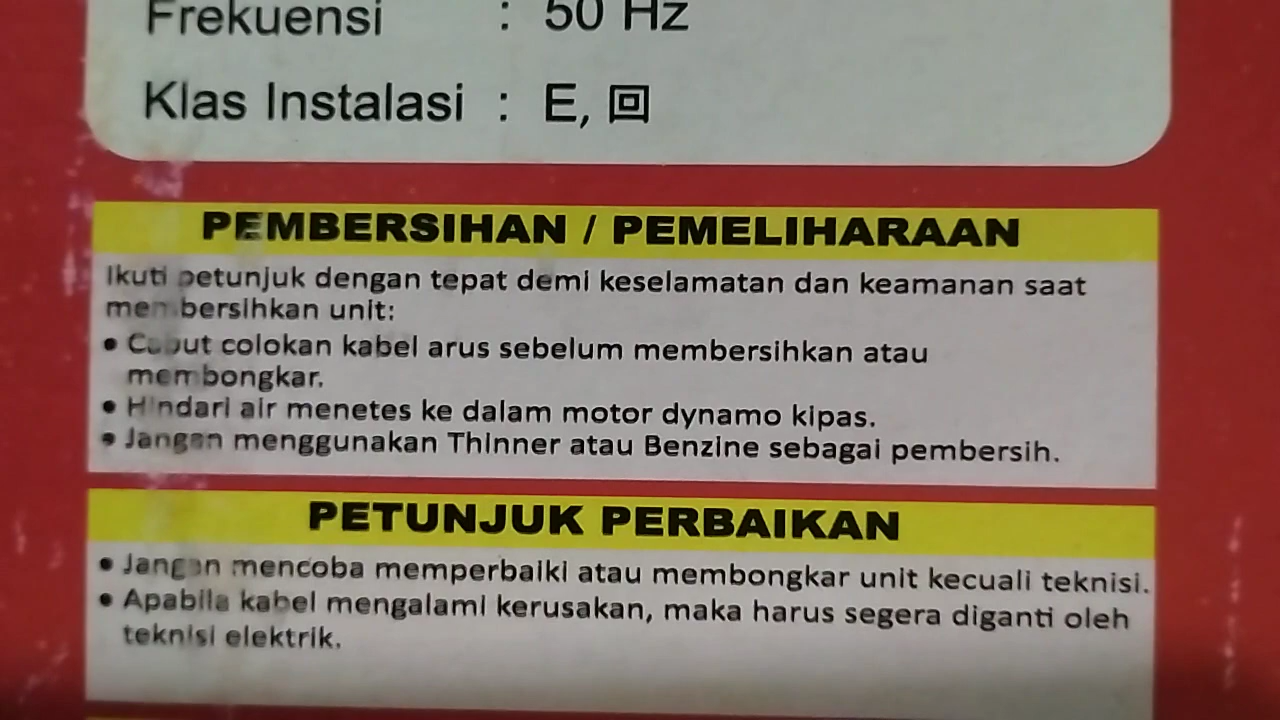 Frekuensi : 50 Hz
Klas Instalasi : E, 回
PEMBERSIHAN / PEMELIHARAAN
Ikuti petunjuk dengan tepat demi keselamatan dan keamanan saat
membersihkan unit:
• Cabut colokan kabel arus sebelum membersihkan atau
membongkar.
• Hindari air menetes ke dalam motor dynamo kipas.
• Jangan menggunakan Thinner atau Benzine sebagai pembersih.
PETUNJUK PERBAIKAN
• Jangan mencoba memperbaiki atau membongkar unit kecuali teknisi.
• Apabila kabel mengalami kerusakan, maka harus segera diganti oleh
teknisi elektrik.